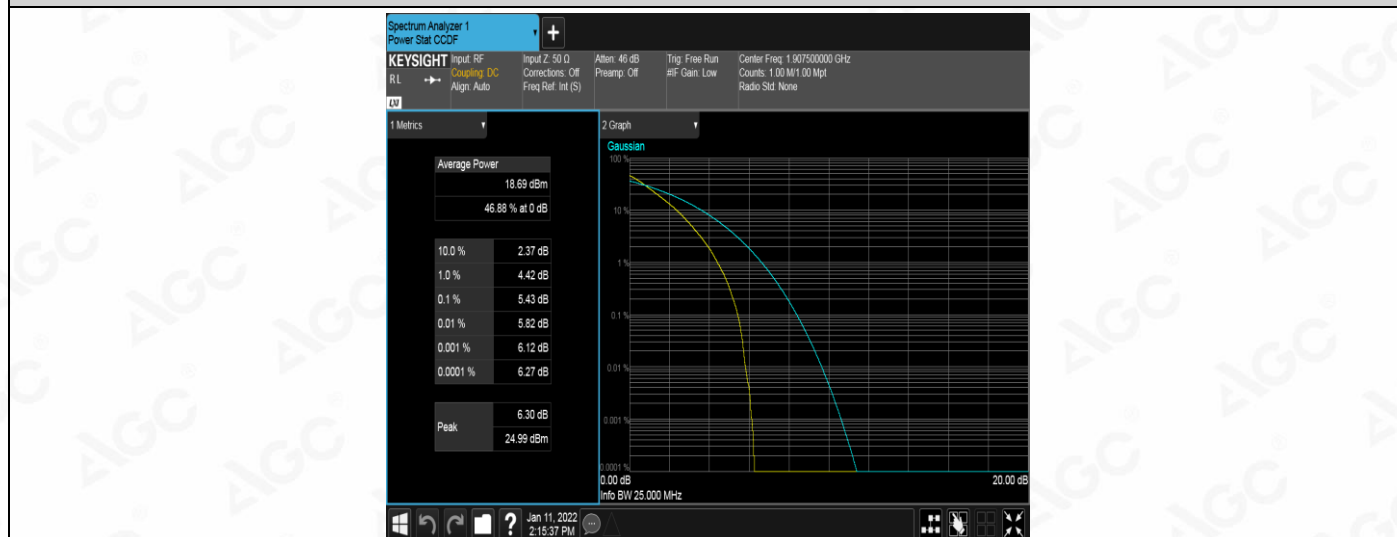 Spectrum Analyzer 1
Power Stat CCDF
+
KEYSIGHT
RL
LXI
Input: RF
Coupling: DC
Align: Auto
Input Z: 50 Ω
Corrections: Off
Freq Ref: Int (S)
Atten: 46 dB
Preamp: Off
Trig: Free Run
#IF Gain: Low
Center Freq: 1.907500000 GHz
Counts: 1.00 M/1.00 Mpt
Radio Std: None
1 Metrics
Average Power
18.69 dBm
46.88 % at 0 dB
10.0 % 2.37 dB
1.0 % 4.42 dB
0.1 % 5.43 dB
0.01 % 5.82 dB
0.001 % 6.12 dB
0.0001 % 6.27 dB
Peak
6.30 dB
24.99 dBm
2 Graph
Gaussian
100 %
10 %
1 %
0.1 %
0.01 %
0.001 %
0.0001 %
0.00 dB 20.00 dB
Info BW 25.000 MHz
?
Jan 11, 2022
2:15:37 PM
AGC